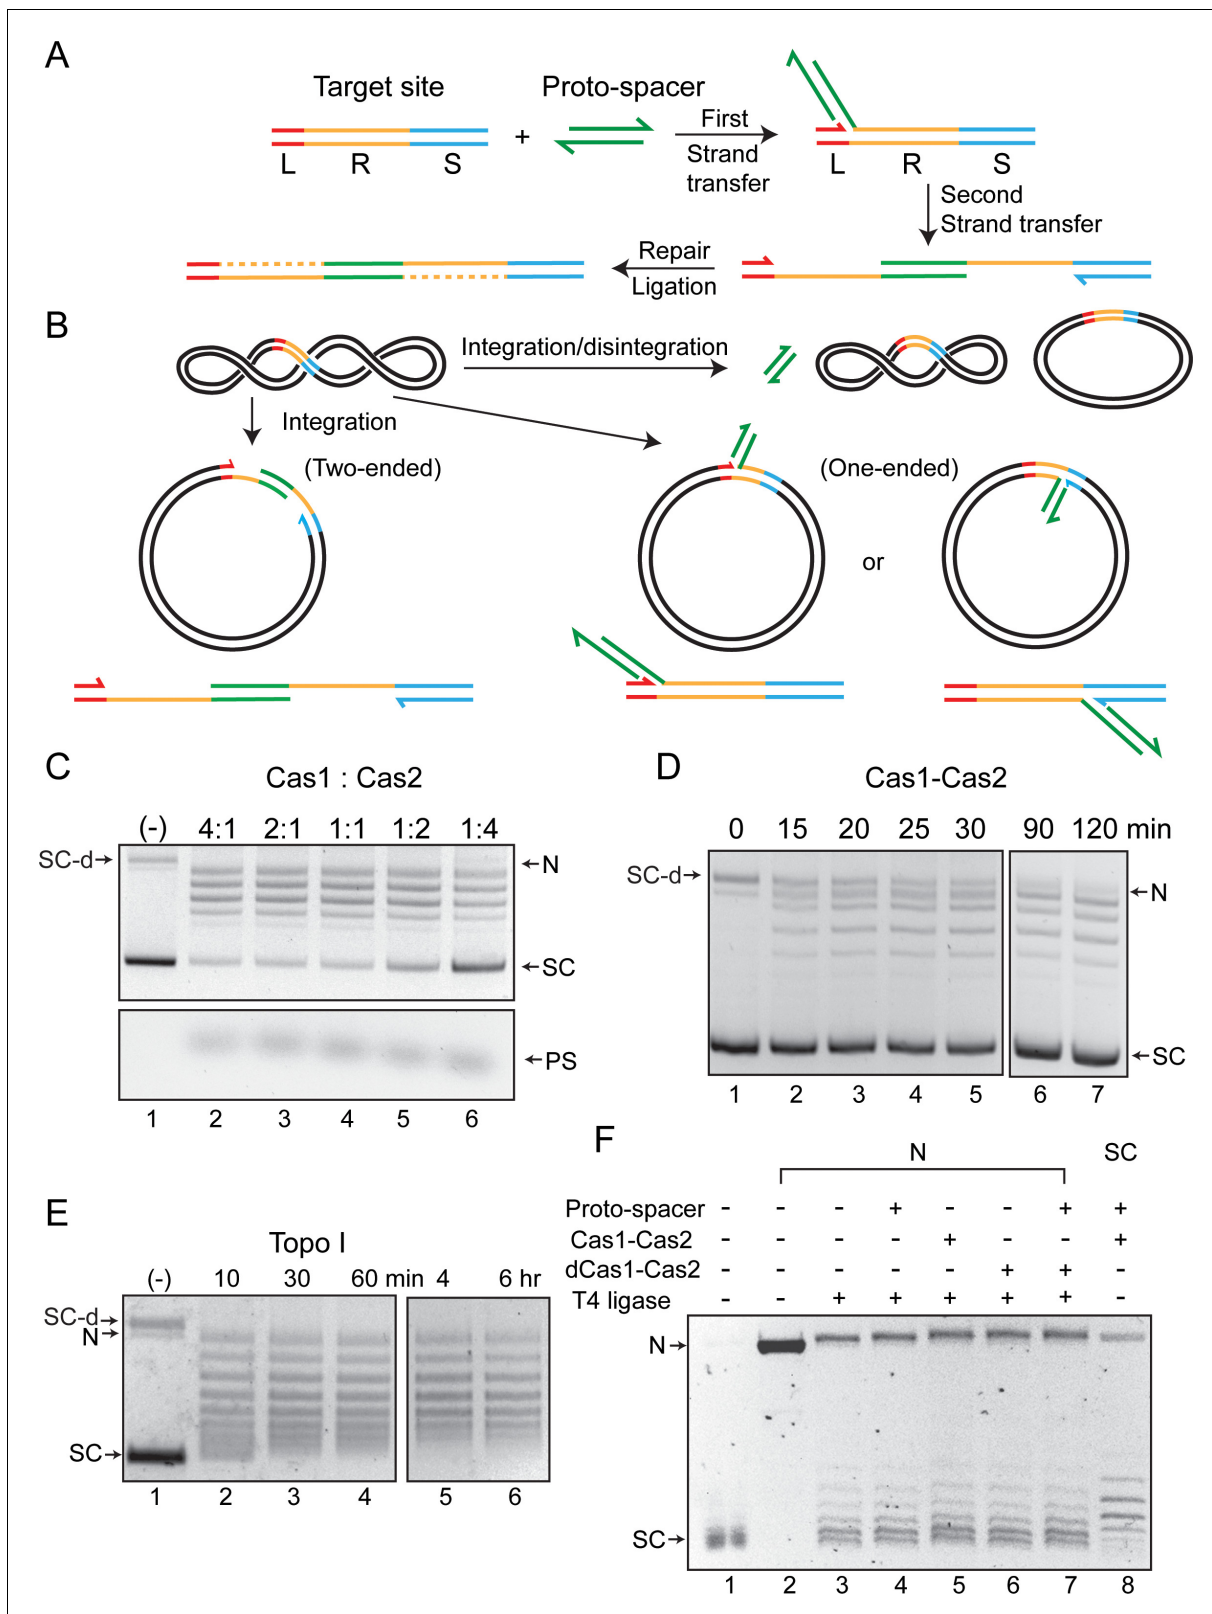 A
Target site
Proto-spacer
+
First
Strand
transfer
L R S
L R S
Second
Strand transfer
Repair
Ligation
B
Integration/disintegration
Integration
(Two-ended)
(One-ended)
or
C
Cas1 : Cas2
(-) 4:1 2:1 1:1 1:2 1:4
SC-d
N
SC
PS
1 2 3 4 5 6
D
Cas1-Cas2
0 15 20 25 30 90 120 min
SC-d
N
SC
1 2 3 4 5 6 7
E
Topo I
(-) 10 30 60 min 4 6 hr
SC-d
N
SC
1 2 3 4 5 6
F
N SC
Proto-spacer - - - + - - + +
Cas1-Cas2 - - - - + - - +
dCas1-Cas2 - - - - - + + -
T4 ligase - - + + + + + -
N
SC
1 2 3 4 5 6 7 8